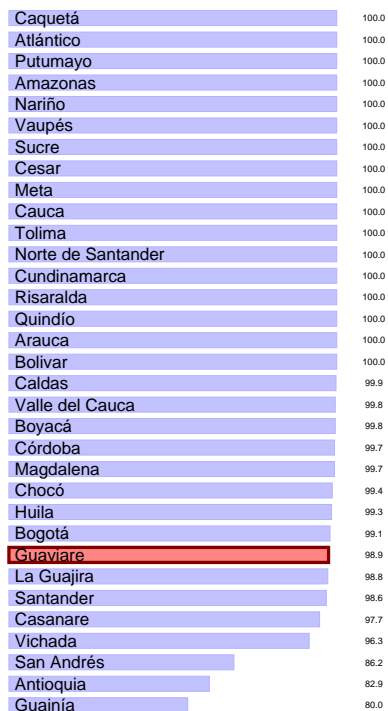 Caquetá 100.0
Atlántico 100.0
Putumayo 100.0
Amazonas 100.0
Nariño 100.0
Vaupés 100.0
Sucre 100.0
Cesar 100.0
Meta 100.0
Cauca 100.0
Tolima 100.0
Norte de Santander 100.0
Cundinamarca 100.0
Risaralda 100.0
Quindío 100.0
Arauca 100.0
Bolivar 100.0
Caldas 99.9
Valle del Cauca 99.8
Boyacá 99.8
Córdoba 99.7
Magdalena 99.7
Chocó 99.4
Huila 99.3
Bogotá 99.1
Guaviare 98.9
La Guajira 98.8
Santander 98.6
Casanare 97.7
Vichada 96.3
San Andrés 86.2
Antioquia 82.9
Guainía 80.0